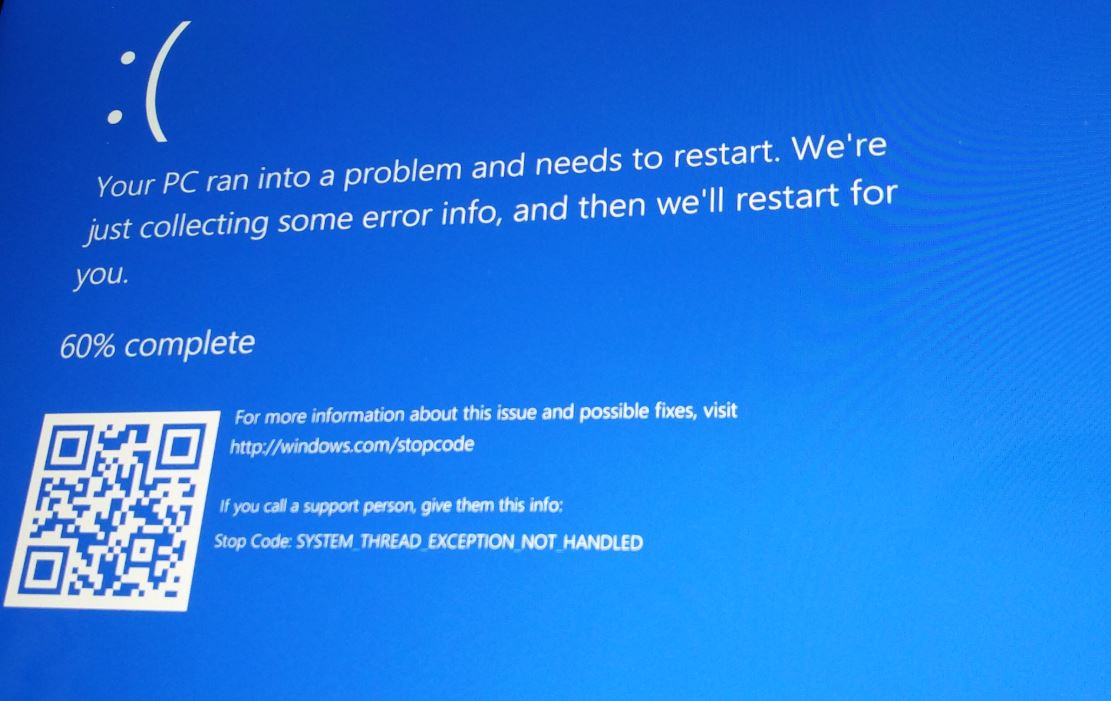 :(
Your PC ran into a problem and needs to restart. We're
just collecting some error info, and then we'll restart for
you.
60% complete
For more information about this issue and possible fixes, visit
http://windows.com/stopcode
If you call a support person, give them this info:
Stop Code: SYSTEM_THREAD_EXCEPTION_NOT_HANDLED